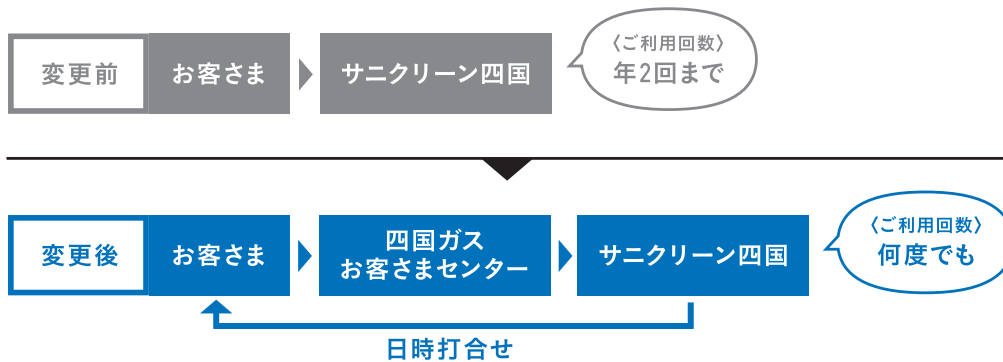 変更前
お客さま
サニクリーン四国
〈ご利用回数〉
年2回まで
変更後
お客さま
四国ガス
お客さまセンター
サニクリーン四国
〈ご利用回数〉
何度でも
日時打合せ